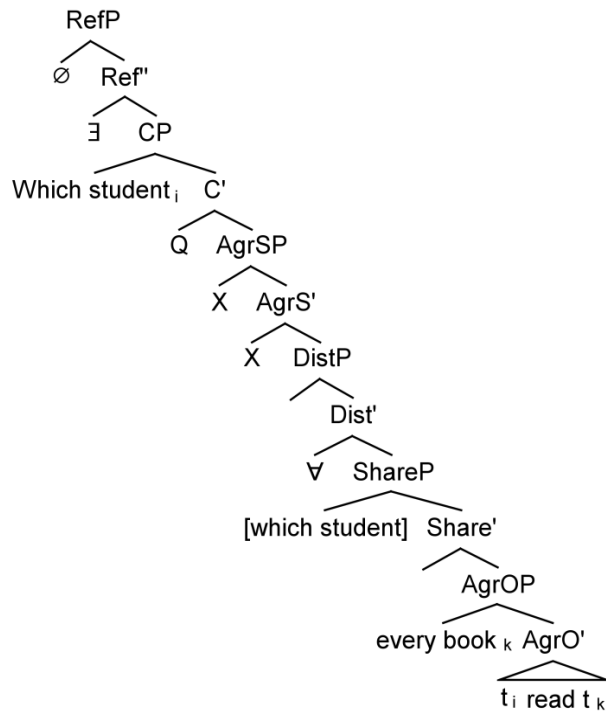 RefP
∅ Ref"
∃ CP
Which student i C'
Q AgrSP
X AgrS'
X DistP
Dist'
∀ ShareP
[which student] Share'
AgrOP
every book k AgrO'
t i read t k